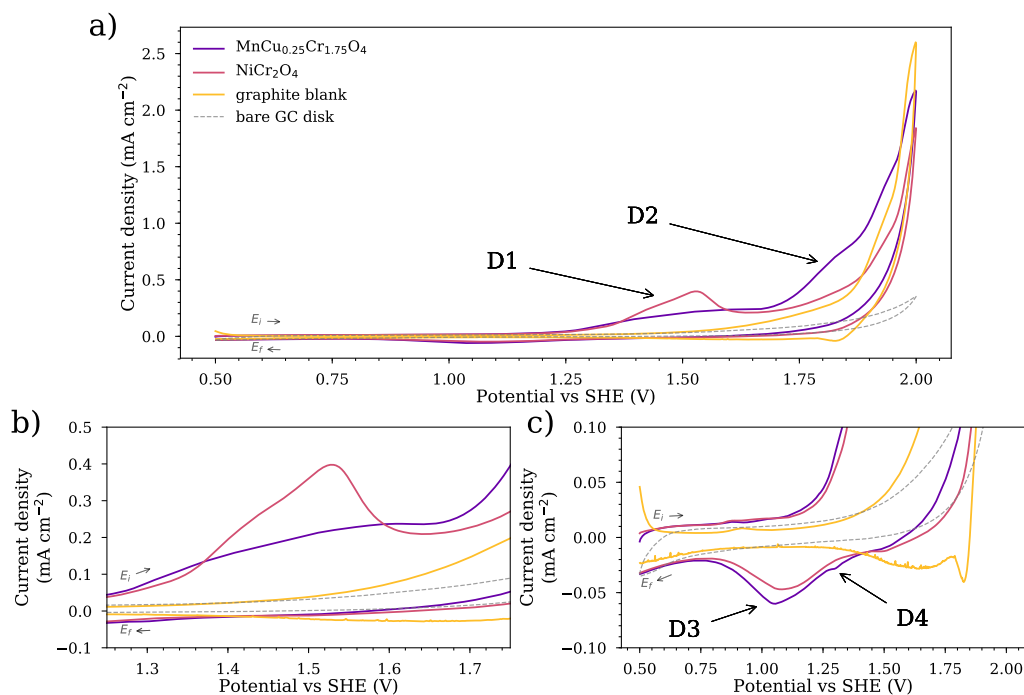 a)
Current density (mA cm⁻²)
2.5
2.0
1.5
1.0
0.5
0.0
MnCu₀.₂₅Cr₁.₇₅O₄
NiCr₂O₄
graphite blank
bare GC disk
D2
D1
Eᵢ →
E_f ←
0.50 0.75 1.00 1.25 1.50 1.75 2.00
Potential vs SHE (V)
b)
Current density
(mA cm⁻²)
0.5
0.4
0.3
0.2
0.1
0.0
−0.1
Eᵢ →
E_f ←
1.3 1.4 1.5 1.6 1.7
Potential vs SHE (V)
c)
Current density
(mA cm⁻²)
0.10
0.05
0.00
−0.05
−0.10
Eᵢ →
E_f ←
D3
D4
0.50 0.75 1.00 1.25 1.50 1.75 2.00
Potential vs SHE (V)